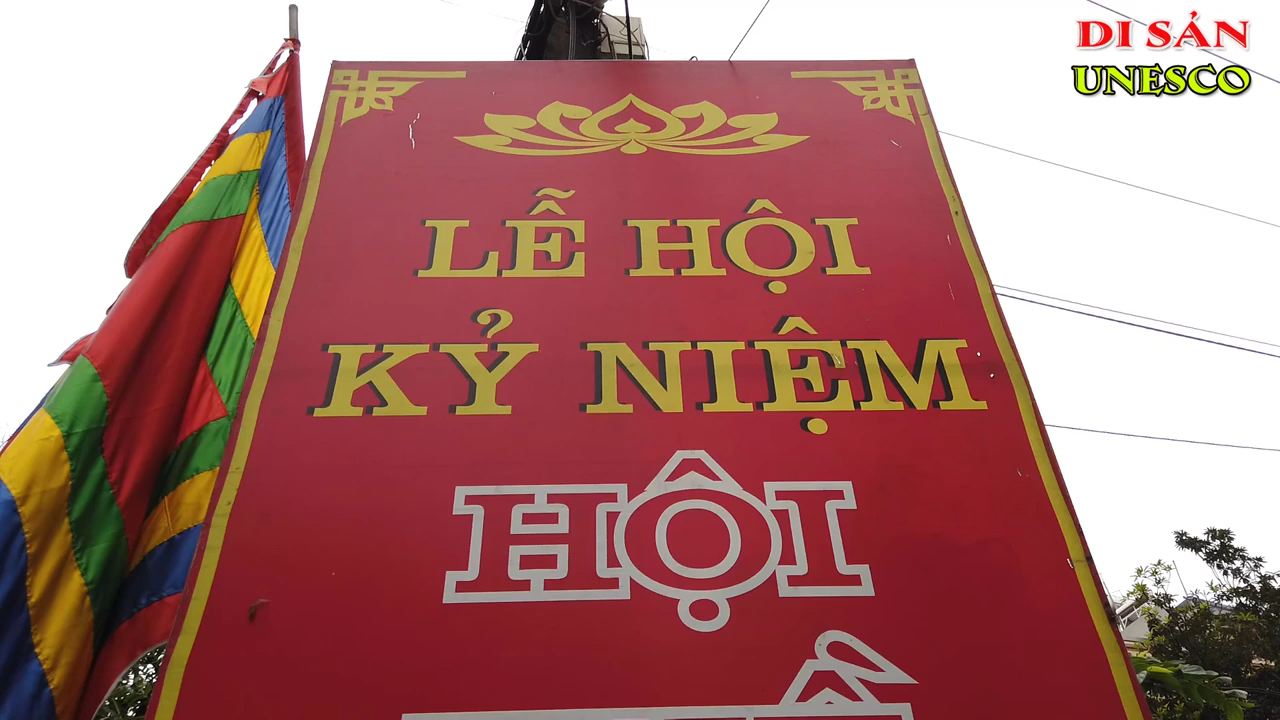 DI SẢN
UNESCO
LỄ HỘI
KỶ NIỆM
HỘI